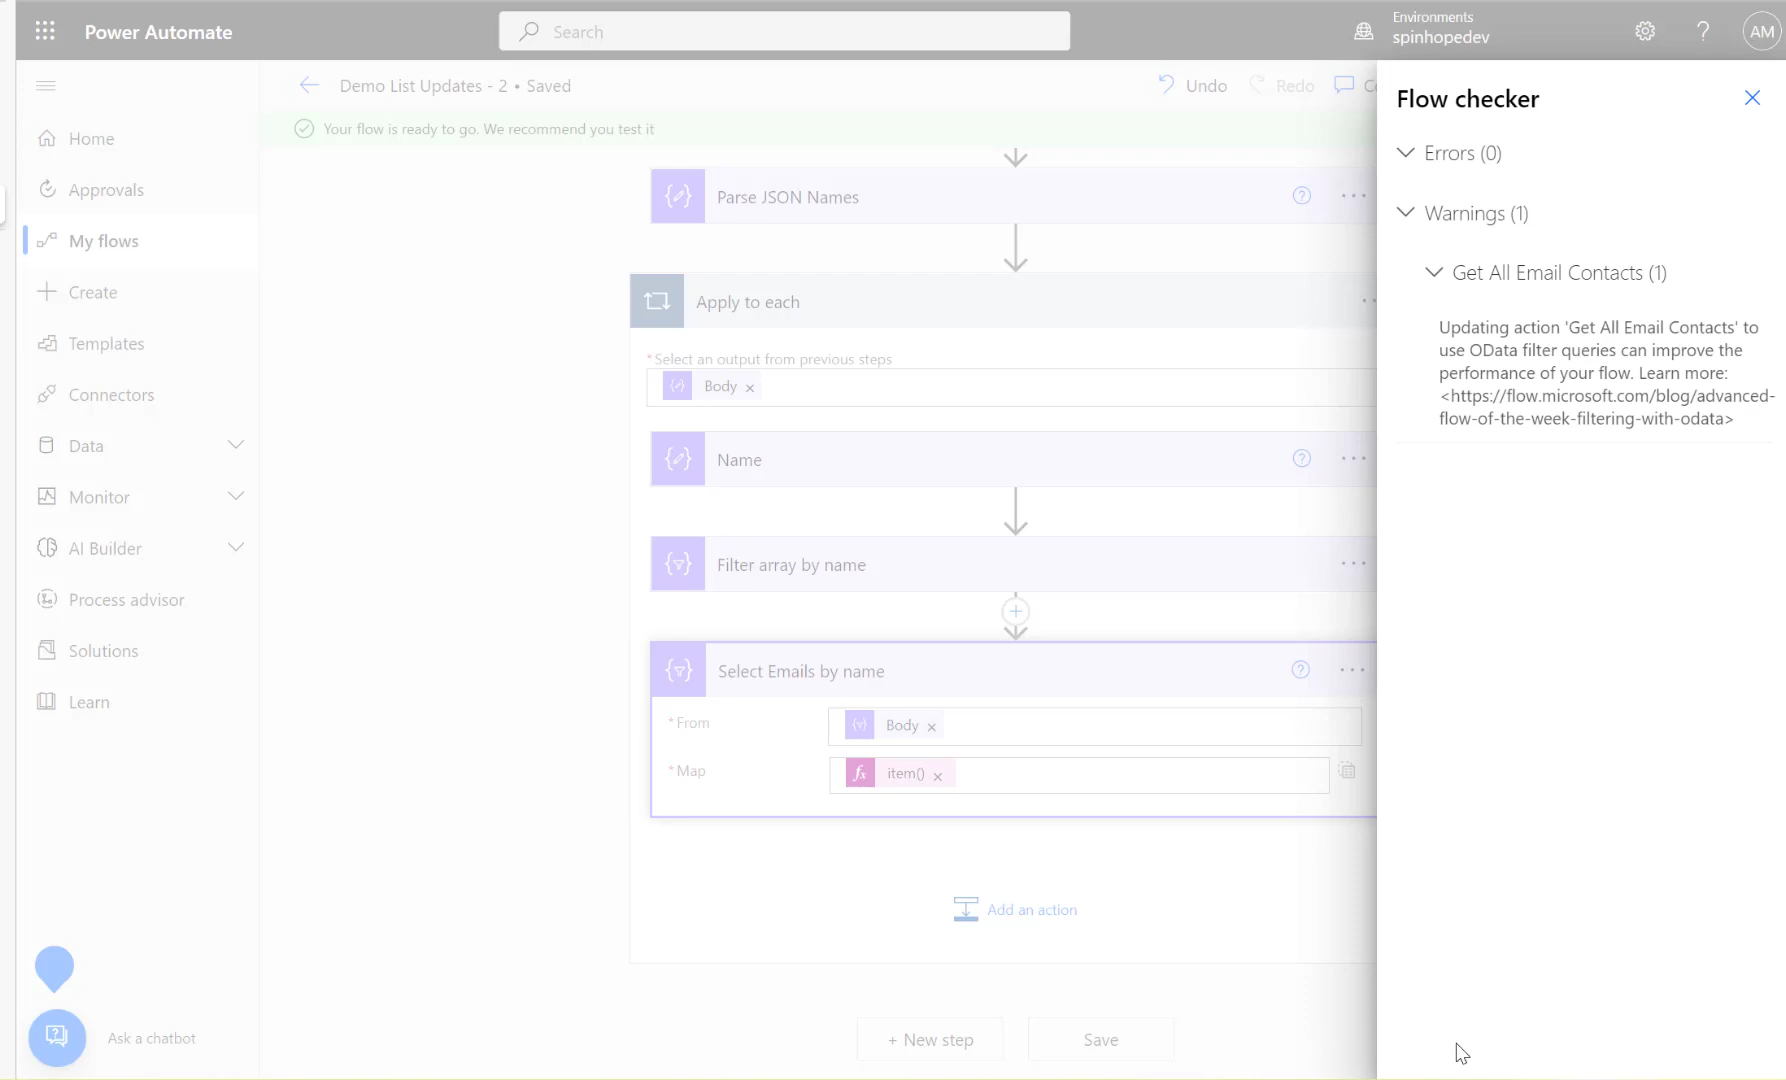 Power Automate
Search
Environments
spinhopedev
AM
Demo List Updates - 2 • Saved
Undo
Redo
Your flow is ready to go. We recommend you test it
Home
Approvals
My flows
Create
Templates
Connectors
Data
Monitor
AI Builder
Process advisor
Solutions
Learn
Ask a chatbot
Parse JSON Names
Apply to each
*Select an output from previous steps
Body ×
Name
Filter array by name
Select Emails by name
* From
Body ×
* Map
fx item() ×
Add an action
+ New step
Save
Flow checker
Errors (0)
Warnings (1)
Get All Email Contacts (1)
Updating action 'Get All Email Contacts' to
use OData filter queries can improve the
performance of your flow. Learn more:
<https://flow.microsoft.com/blog/advanced-
flow-of-the-week-filtering-with-odata>